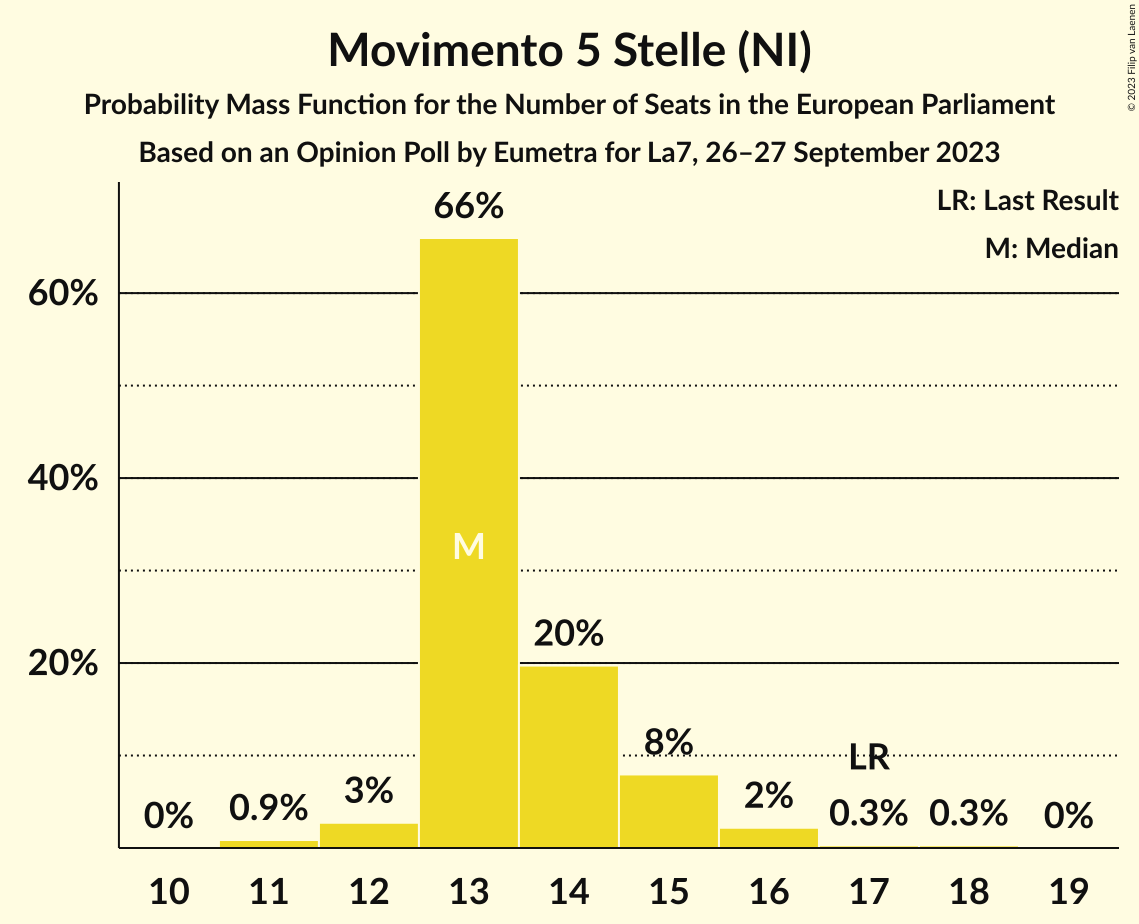 Movimento 5 Stelle (NI)
Probability Mass Function for the Number of Seats in the European Parliament
Based on an Opinion Poll by Eumetra for La7, 26–27 September 2023
© 2023 Filip van Laenen
LR: Last Result
M: Median
66%
60%
40%
M
20%
20%
8%
LR
0%
0.9%
3%
2%
0.3%
0.3%
0%
10 11 12 13 14 15 16 17 18 19